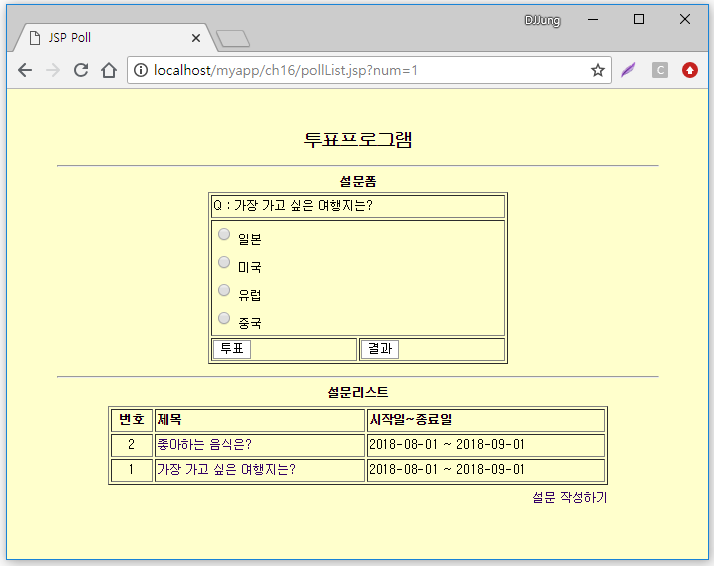 DJJung
JSP Poll
localhost/myapp/ch16/pollList.jsp?num=1
C
투표프로그램
설문폼
Q : 가장 가고 싶은 여행지는?
일본
미국
유럽
중국
투표 결과
설문리스트
번호 제목 시작일~종료일
2 좋아하는 음식은? 2018-08-01 ~ 2018-09-01
1 가장 가고 싶은 여행지는? 2018-08-01 ~ 2018-09-01
설문 작성하기